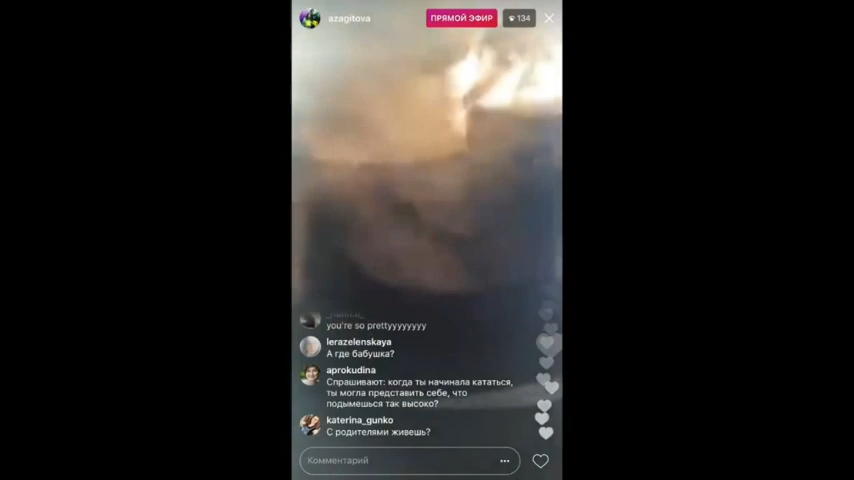 azagitova
ПРЯМОЙ ЭФИР
134
you're so prettyyyyyyyy
lerazelenskaya
А где бабушка?
aprokudina
Спрашивают: когда ты начинала кататься,
ты могла представить себе, что
подымешься так высоко?
katerina_gunko
С родителями живешь?
Комментарий